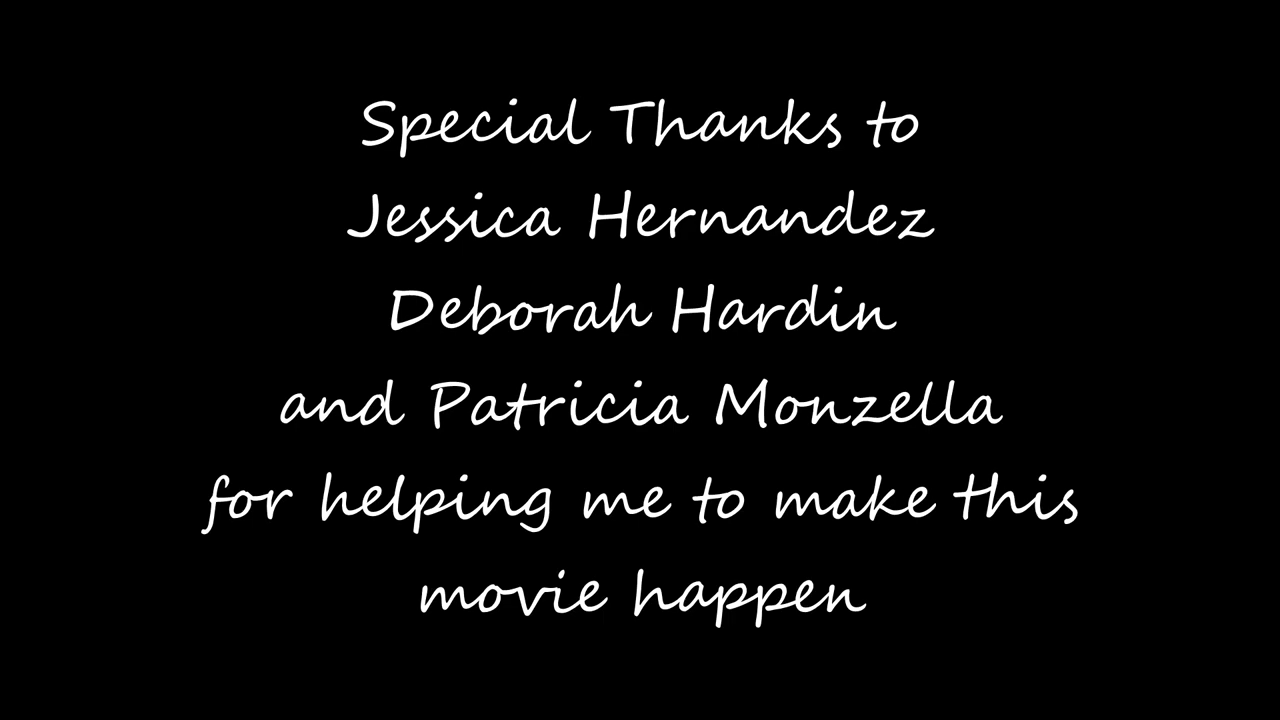 Special Thanks to
Jessica Hernandez
Deborah Hardin
and Patricia Monzella
for helping me to make this
movie happen